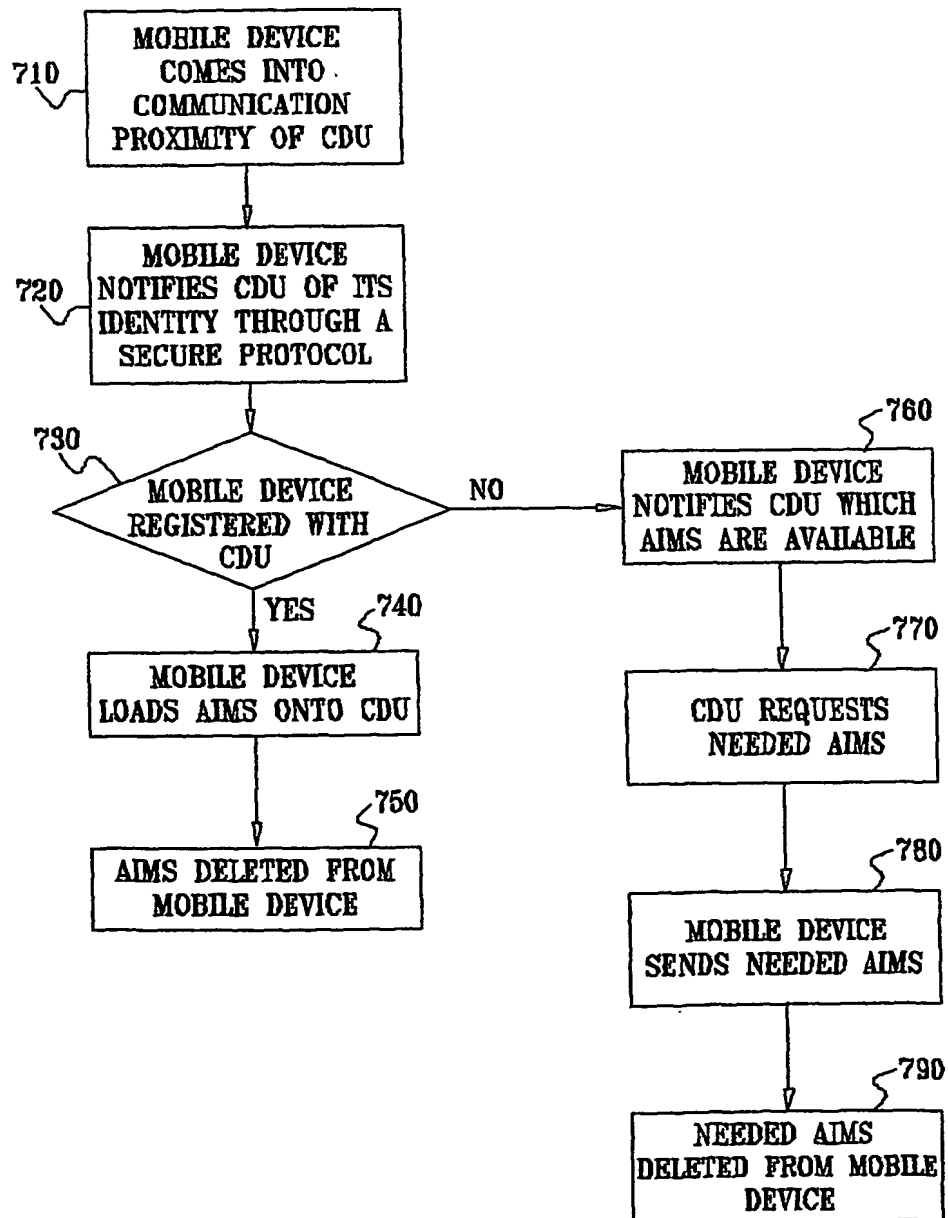 710
MOBILE DEVICE
COMES INTO
COMMUNICATION
PROXIMITY OF CDU
720
MOBILE DEVICE
NOTIFIES CDU OF ITS
IDENTITY THROUGH A
SECURE PROTOCOL
730
MOBILE DEVICE
REGISTERED WITH
CDU
NO
YES
740
MOBILE DEVICE
LOADS AIMS ONTO CDU
750
AIMS DELETED FROM
MOBILE DEVICE
760
MOBILE DEVICE
NOTIFIES CDU WHICH
AIMS ARE AVAILABLE
770
CDU REQUESTS
NEEDED AIMS
780
MOBILE DEVICE
SENDS NEEDED AIMS
790
NEEDED AIMS
DELETED FROM MOBILE
DEVICE